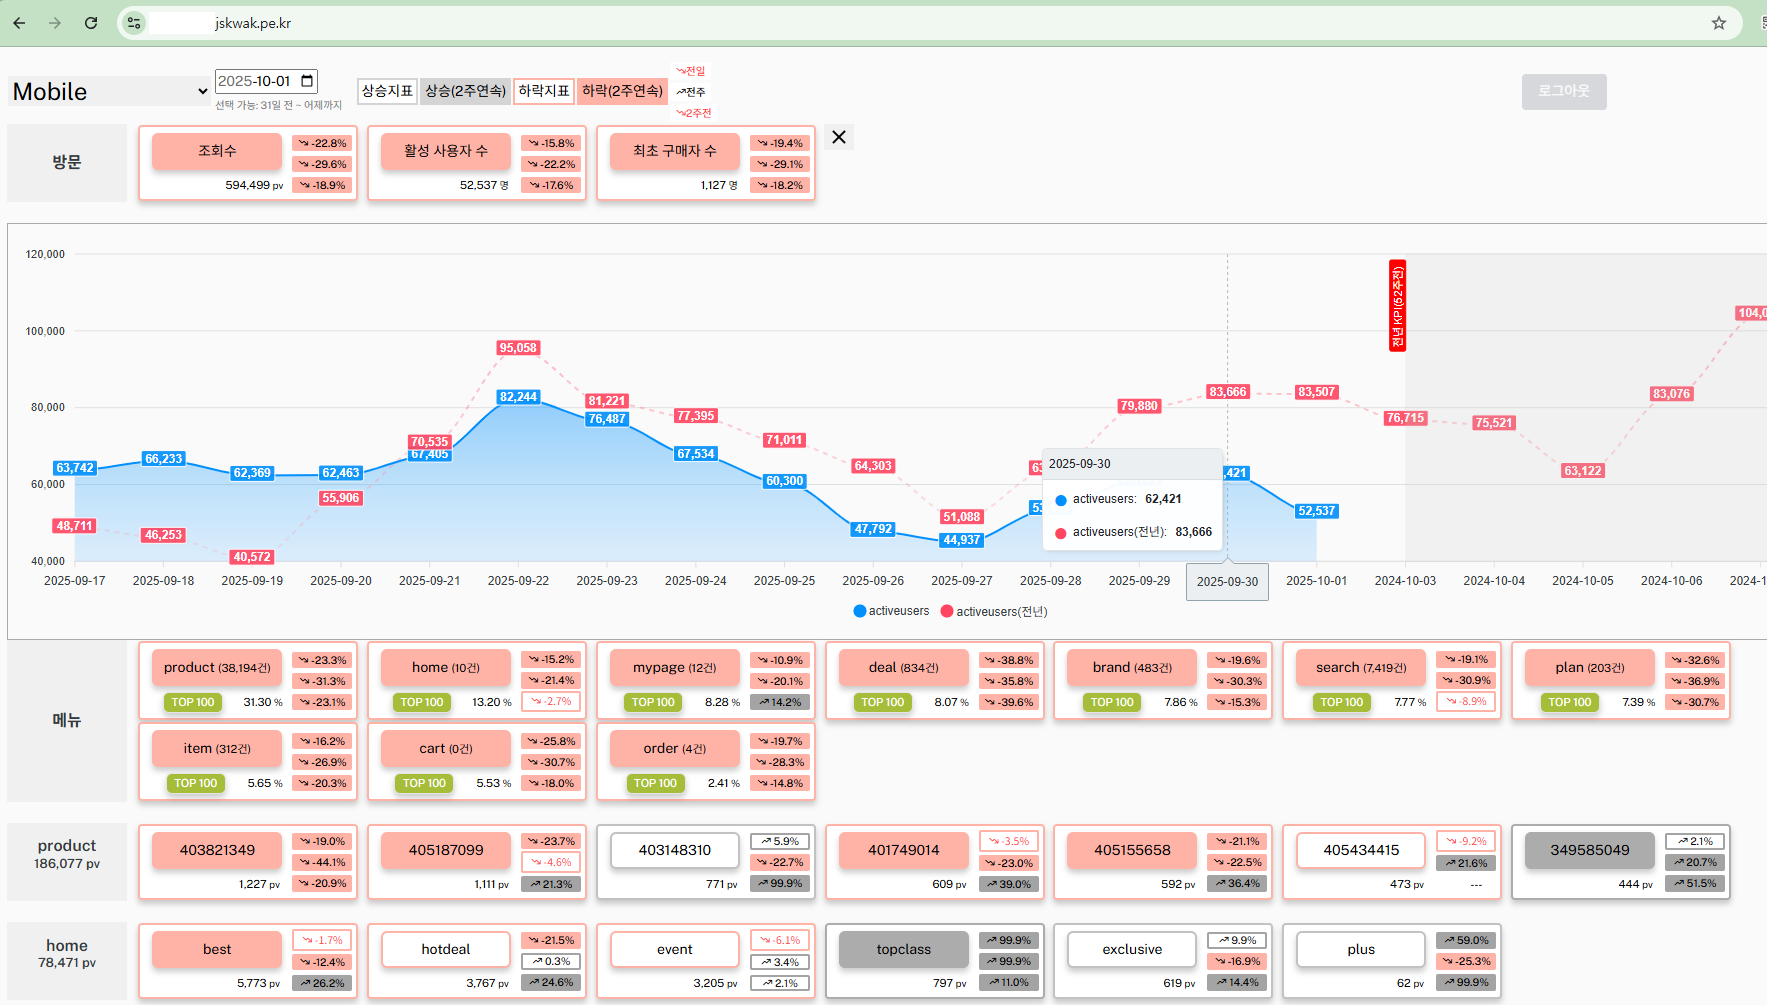 jskwak.pe.kr
Mobile
2025-10-01
선택 가능: 31일 전 ~ 어제까지
상승지표 상승(2주연속) 하락지표 하락(2주연속)
전일
전주
2주전
로그아웃
방문
조회수 -22.8% -29.6% 594,499 pv -18.9%
활성 사용자 수 -15.8% -22.2% 52,537 명 -17.6%
최초 구매자 수 -19.4% -29.1% 1,127 명 -18.2%
120,000
100,000
80,000
60,000
40,000
전년 KPI(52주전)
63,742 66,233 62,369 62,463 67,405 82,244 76,487 67,534 60,300 47,792 44,937 52,537
48,711 46,253 40,572 55,906 70,535 95,058 81,221 77,395 71,011 64,303 51,088 79,880 83,666 83,507 76,715 75,521 63,122 83,076
2025-09-30
activeusers: 62,421
activeusers(전년): 83,666
2025-09-17 2025-09-18 2025-09-19 2025-09-20 2025-09-21 2025-09-22 2025-09-23 2025-09-24 2025-09-25 2025-09-26 2025-09-27 2025-09-28 2025-09-29 2025-09-30 2025-10-01 2024-10-03 2024-10-04 2024-10-05 2024-10-06
activeusers activeusers(전년)
메뉴
product (38,194건) -23.3% -31.3% TOP 100 31.30 % -23.1%
home (10건) -15.2% -21.4% TOP 100 13.20 % -2.7%
mypage (12건) -10.9% -20.1% TOP 100 8.28 % 14.2%
deal (834건) -38.8% -35.8% TOP 100 8.07 % -39.6%
brand (483건) -19.6% -30.3% TOP 100 7.86 % -15.3%
search (7,419건) -19.1% -30.9% TOP 100 7.77 % -8.9%
plan (203건) -32.6% -36.9% TOP 100 7.39 % -30.7%
item (312건) -16.2% -26.9% TOP 100 5.65 % -20.3%
cart (0건) -25.8% -30.7% TOP 100 5.53 % -18.0%
order (4건) -19.7% -28.3% TOP 100 2.41 % -14.8%
product
186,077 pv
403821349 -19.0% -44.1% 1,227 pv -20.9%
405187099 -23.7% -4.6% 1,111 pv 21.3%
403148310 5.9% -22.7% 771 pv 99.9%
401749014 -3.5% -23.0% 609 pv 39.0%
405155658 -21.1% -22.5% 592 pv 36.4%
405434415 -9.2% 21.6% 473 pv ---
349585049 2.1% 20.7% 444 pv 51.5%
home
78,471 pv
best -1.7% -12.4% 5,773 pv 26.2%
hotdeal -21.5% 0.3% 3,767 pv 24.6%
event -6.1% 3.4% 3,205 pv 2.1%
topclass 99.9% 99.9% 797 pv 11.0%
exclusive 9.9% -16.9% 619 pv 14.4%
plus 59.0% -25.3% 62 pv 99.9%